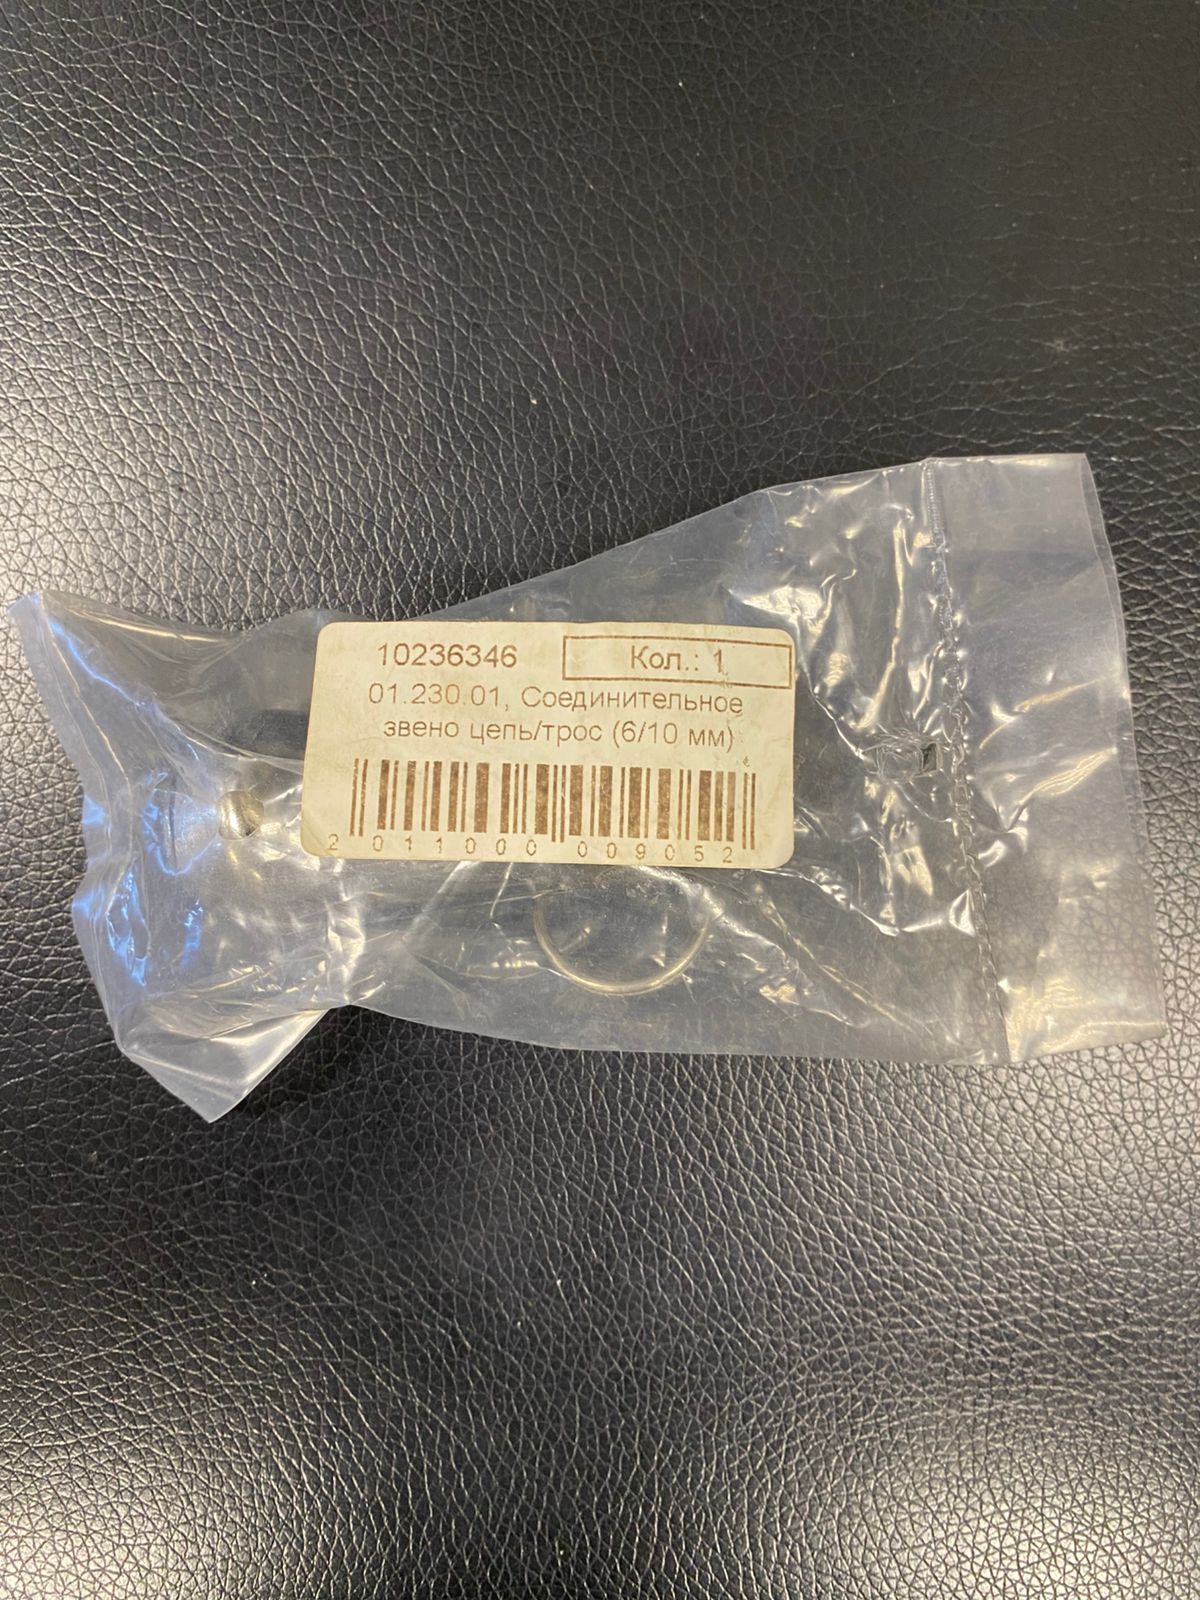 10236346 Кол.: 1
01.230.01, Соединительное
звено цепь/трос (6/10 мм)
2 011000 009052